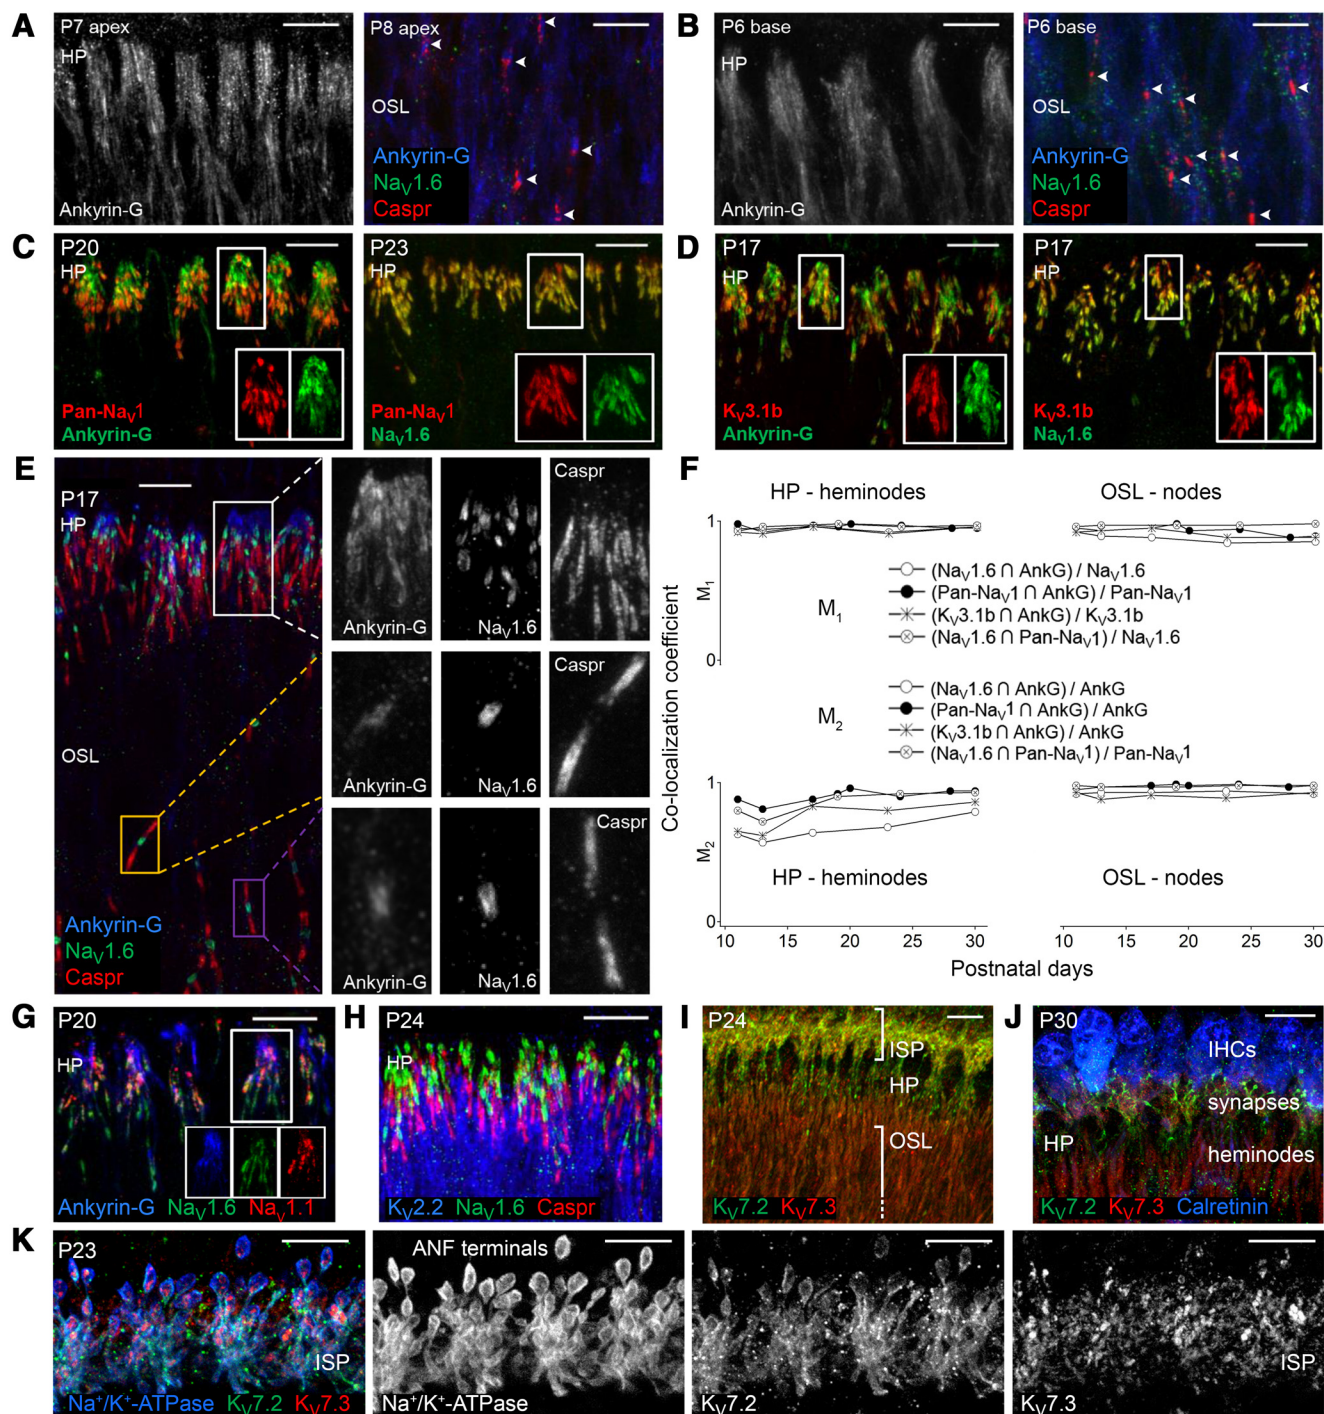 A
P7 apex
HP
Ankyrin-G
P8 apex
OSL
Ankyrin-G
NaV1.6
Caspr
B
P6 base
HP
Ankyrin-G
P6 base
OSL
Ankyrin-G
NaV1.6
Caspr
C
P20
HP
Pan-NaV1
Ankyrin-G
P23
HP
Pan-NaV1
NaV1.6
D
P17
HP
KV3.1b
Ankyrin-G
P17
HP
KV3.1b
NaV1.6
E
P17
HP
OSL
Ankyrin-G
NaV1.6
Caspr
Ankyrin-G
NaV1.6
Caspr
Ankyrin-G
NaV1.6
Caspr
Ankyrin-G
NaV1.6
Caspr
F
HP - heminodes
OSL - nodes
Co-localization coefficient
1
M1
0
M1
(NaV1.6 ∩ AnkG) / NaV1.6
(Pan-NaV1 ∩ AnkG) / Pan-NaV1
(KV3.1b ∩ AnkG) / KV3.1b
(NaV1.6 ∩ Pan-NaV1) / NaV1.6
M2
(NaV1.6 ∩ AnkG) / AnkG
(Pan-NaV1 ∩ AnkG) / AnkG
(KV3.1b ∩ AnkG) / AnkG
(NaV1.6 ∩ Pan-NaV1) / Pan-NaV1
1
M2
0
HP - heminodes
OSL - nodes
10 15 20 25 30
10 15 20 25 30
Postnatal days
G
P20
HP
Ankyrin-G NaV1.6 NaV1.1
H
P24
HP
KV2.2 NaV1.6 Caspr
I
P24
ISP
HP
OSL
KV7.2 KV7.3
J
P30
IHCs
synapses
HP
heminodes
KV7.2 KV7.3 Calretinin
K
P23
ISP
Na+/K+-ATPase KV7.2 KV7.3
ANF terminals
Na+/K+-ATPase
KV7.2
ISP
KV7.3